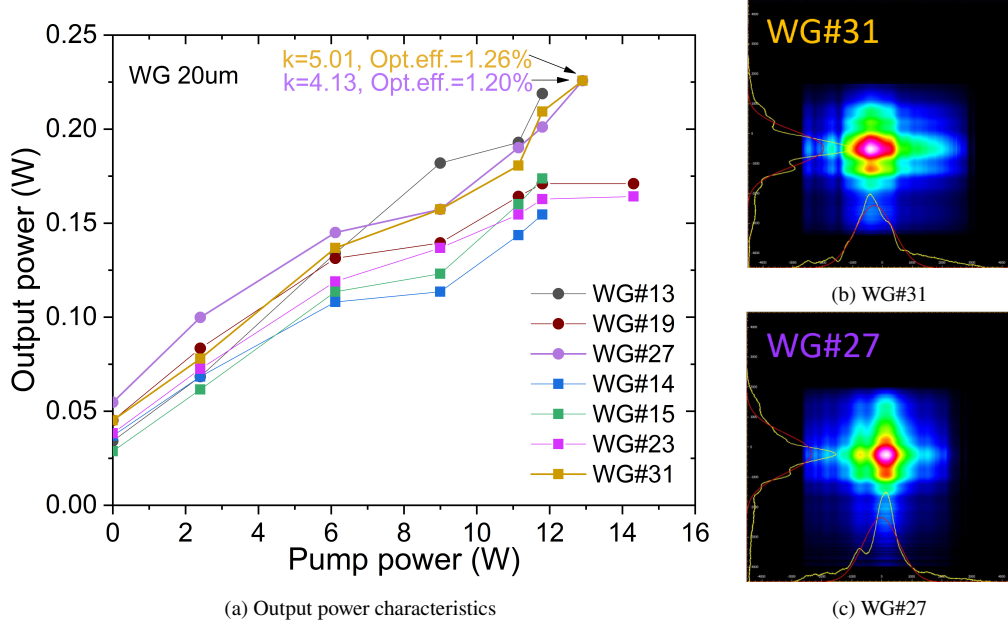 0.25
0.20
0.15
0.10
0.05
0.00
Output power (W)
WG 20um
k=5.01, Opt.eff.=1.26%
k=4.13, Opt.eff.=1.20%
WG#13
WG#19
WG#27
WG#14
WG#15
WG#23
WG#31
0 2 4 6 8 10 12 14 16
Pump power (W)
(a) Output power characteristics
WG#31
(b) WG#31
WG#27
(c) WG#27